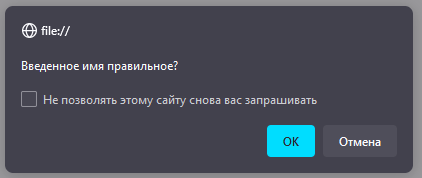 file://
Введенное имя правильное?
Не позволять этому сайту снова вас запрашивать
OK
Отмена